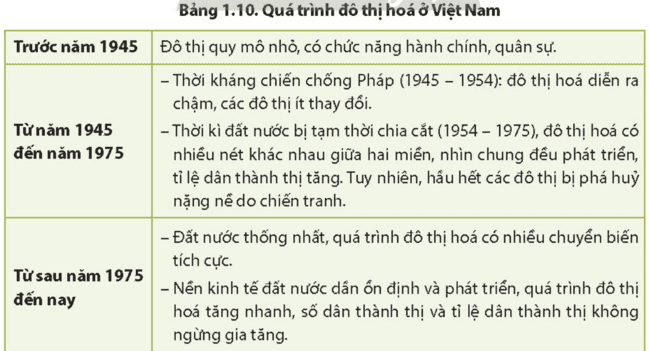 Bảng 1.10. Quá trình đô thị hoá ở Việt Nam
Trước năm 1945
Đô thị quy mô nhỏ, có chức năng hành chính, quân sự.
Từ năm 1945
đến năm 1975
– Thời kháng chiến chống Pháp (1945 – 1954): đô thị hoá diễn ra
chậm, các đô thị ít thay đổi.
– Thời kì đất nước bị tạm thời chia cắt (1954 – 1975), đô thị hoá có
nhiều nét khác nhau giữa hai miền, nhìn chung đều phát triển,
tỉ lệ dân thành thị tăng. Tuy nhiên, hầu hết các đô thị bị phá huỷ
nặng nề do chiến tranh.
Từ sau năm 1975
đến nay
– Đất nước thống nhất, quá trình đô thị hoá có nhiều chuyển biến
tích cực.
– Nền kinh tế đất nước dần ổn định và phát triển, quá trình đô thị
hoá tăng nhanh, số dân thành thị và tỉ lệ dân thành thị không
ngừng gia tăng.